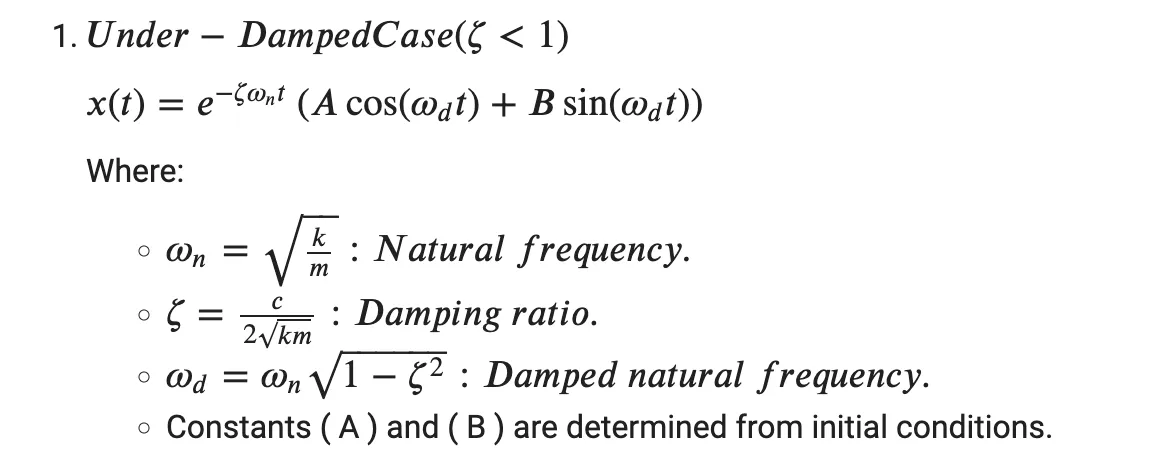 1. Under − DampedCase(ζ < 1)
x(t) = e^{−ζω_n t} (A cos(ω_d t) + B sin(ω_d t))
Where:
◦ ω_n = √(k/m) : Natural frequency.
◦ ζ = c/(2√km) : Damping ratio.
◦ ω_d = ω_n √(1 − ζ²) : Damped natural frequency.
◦ Constants ( A ) and ( B ) are determined from initial conditions.